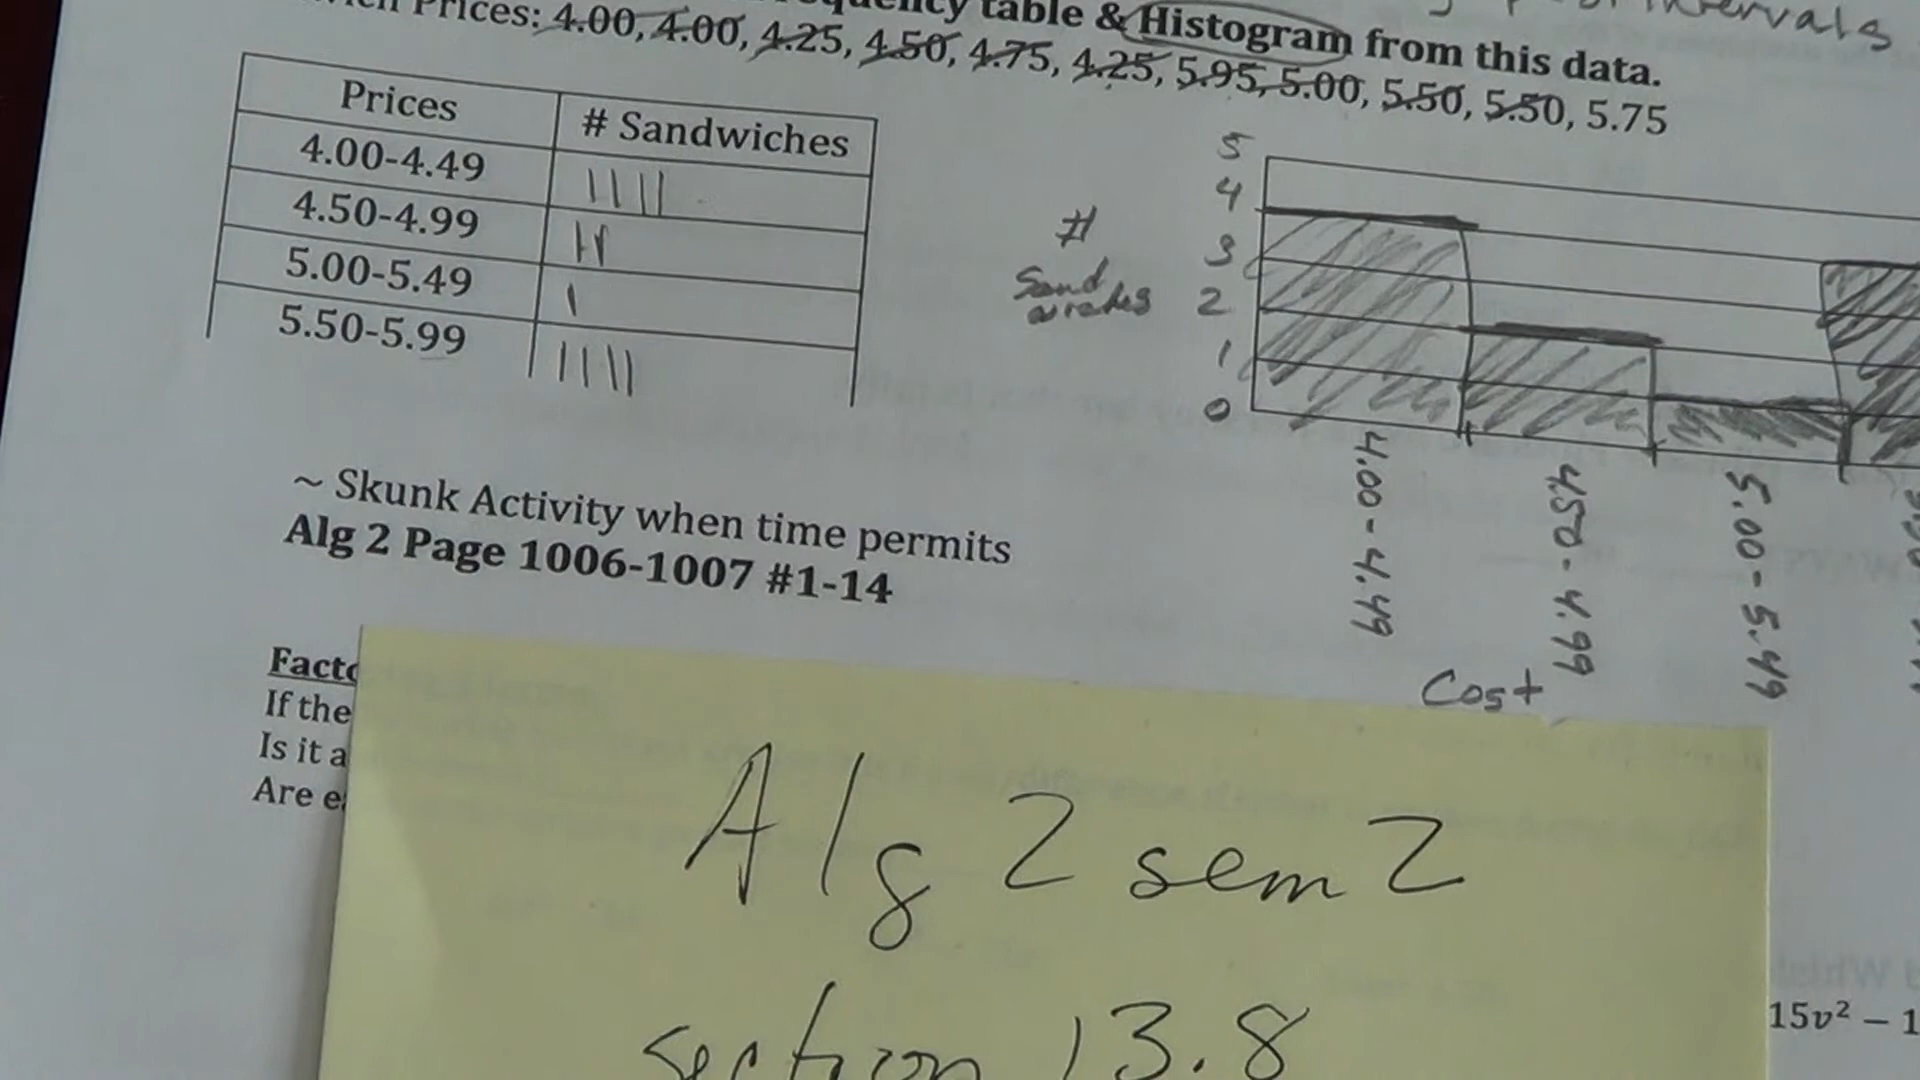 table & Histogram from this data.
Prices: 4.00, 4.00, 4.25, 4.50, 4.75, 4.25, 5.95, 5.00, 5.50, 5.50, 5.75
Prices # Sandwiches
4.00-4.49
4.50-4.99
5.00-5.49
5.50-5.99
5
4
3
2
1
0
#
Sand
wiches
4.00-4.49
4.50-4.99
5.00-5.49
Cost
~ Skunk Activity when time permits
Alg 2 Page 1006-1007 #1-14
If the
Is it a
Are
Alg 2 sem 2
section 13.8
15v² – 1